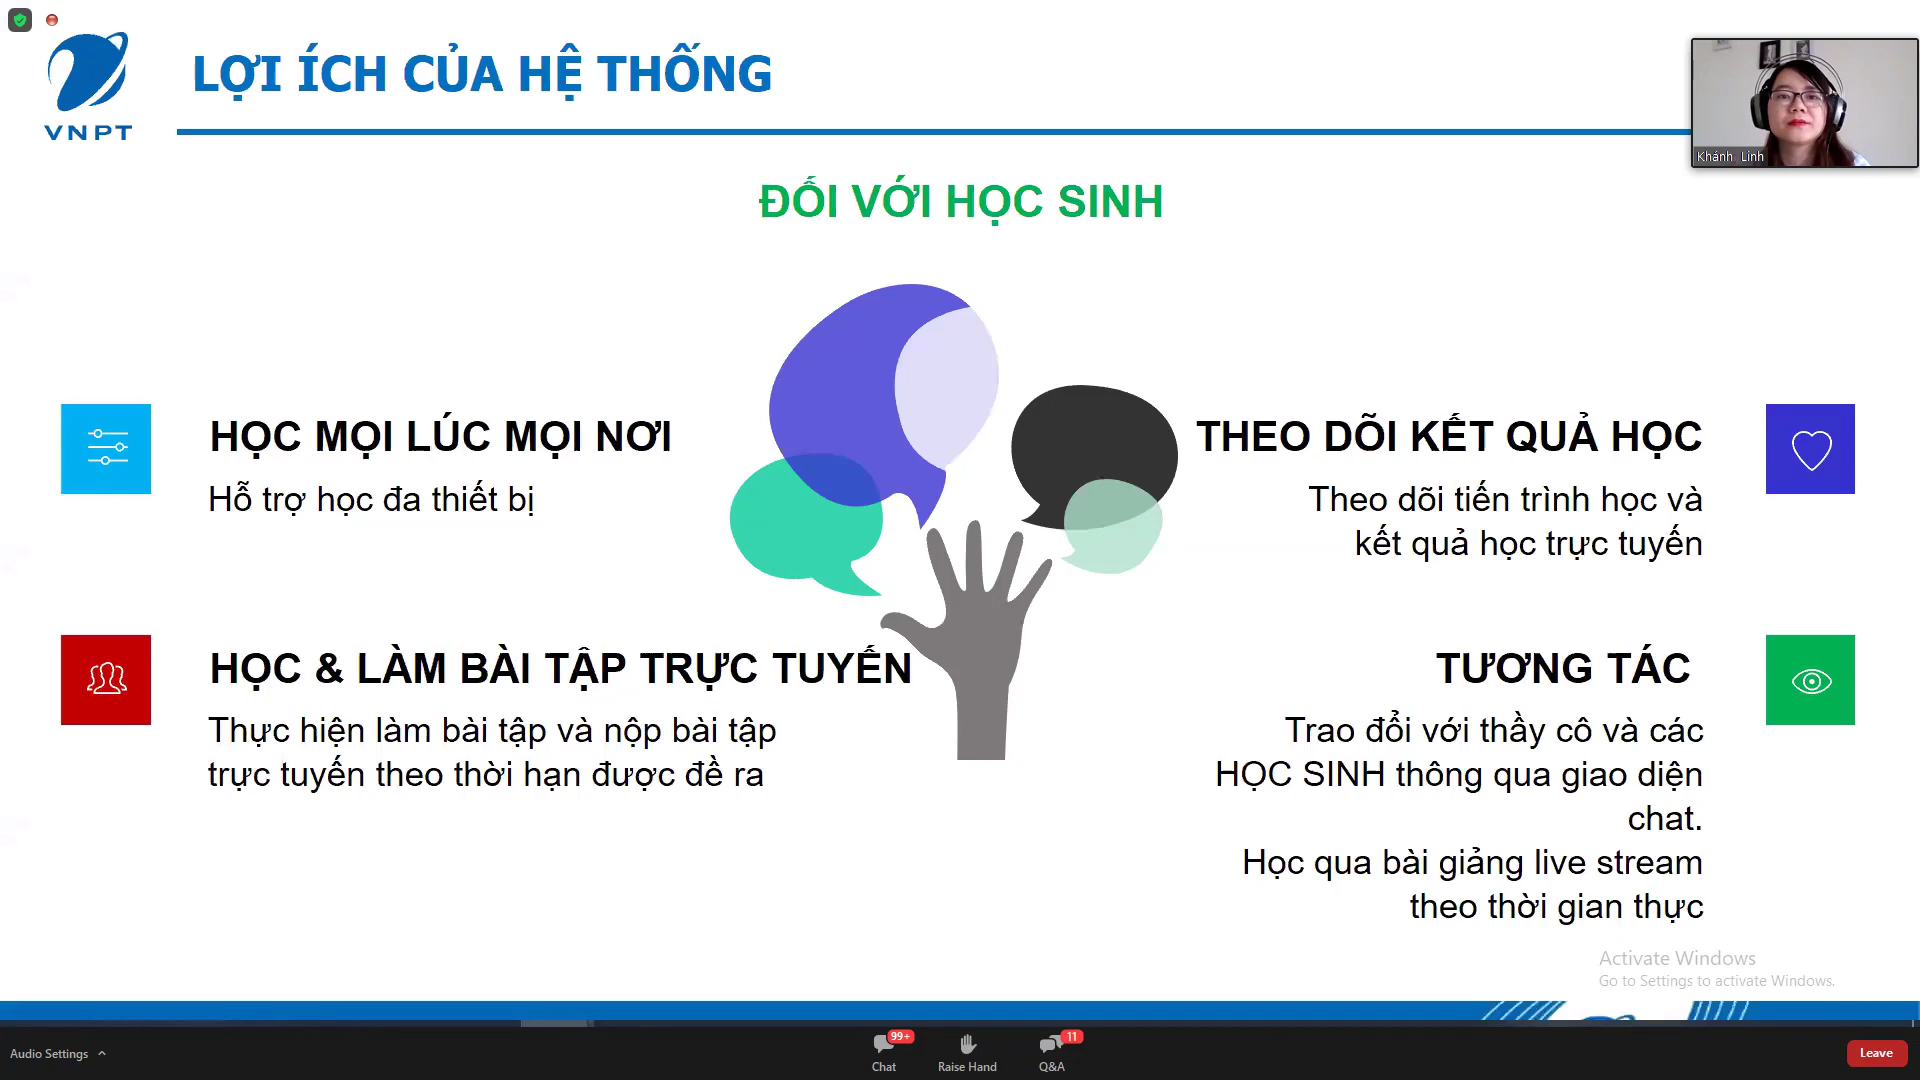 VNPT
LỢI ÍCH CỦA HỆ THỐNG
Khánh Linh
ĐỐI VỚI HỌC SINH
HỌC MỌI LÚC MỌI NƠI
Hỗ trợ học đa thiết bị
THEO DÕI KẾT QUẢ HỌC
Theo dõi tiến trình học và
kết quả học trực tuyến
HỌC & LÀM BÀI TẬP TRỰC TUYẾN
Thực hiện làm bài tập và nộp bài tập
trực tuyến theo thời hạn được đề ra
TƯƠNG TÁC
Trao đổi với thầy cô và các
HỌC SINH thông qua giao diện
chat.
Học qua bài giảng live stream
theo thời gian thực
Activate Windows
Go to Settings to activate Windows.
Audio Settings
99+
Chat
Raise Hand
11
Q&A
Leave